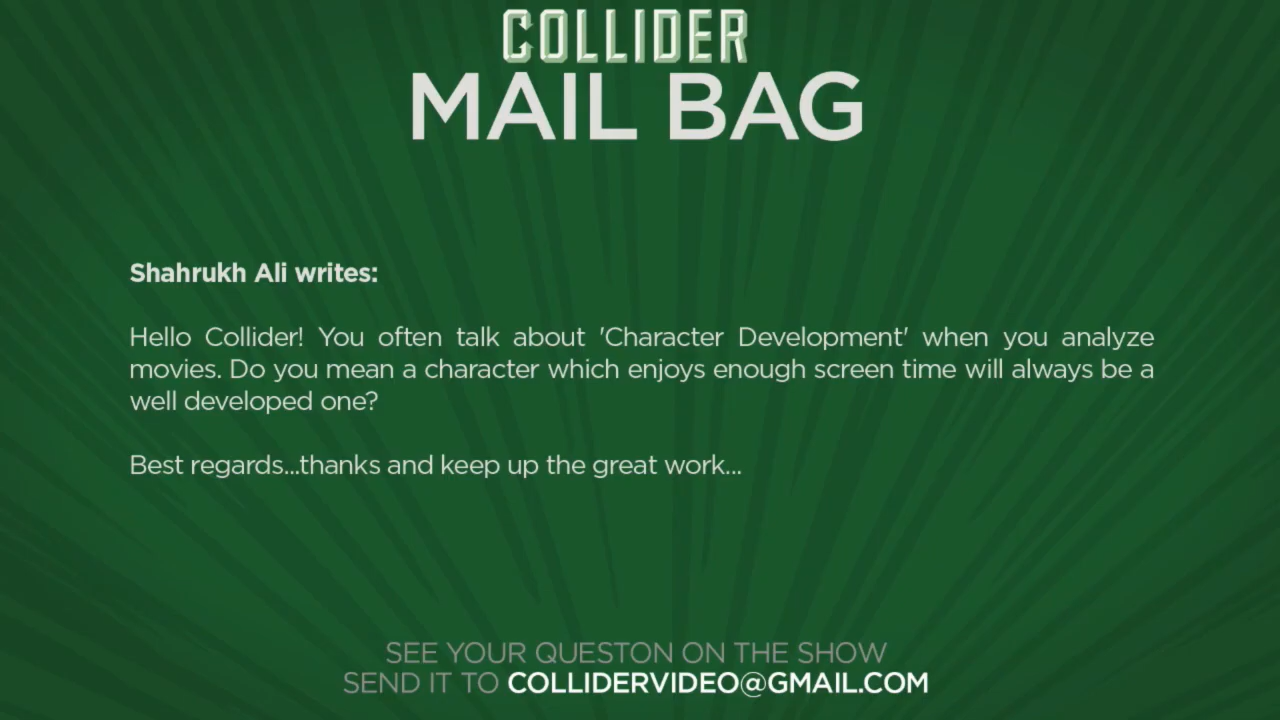 COLLIDER
MAIL BAG
Shahrukh Ali writes:
Hello Collider! You often talk about 'Character Development' when you analyze
movies. Do you mean a character which enjoys enough screen time will always be a
well developed one?
Best regards...thanks and keep up the great work...
SEE YOUR QUESTON ON THE SHOW
SEND IT TO COLLIDERVIDEO@GMAIL.COM